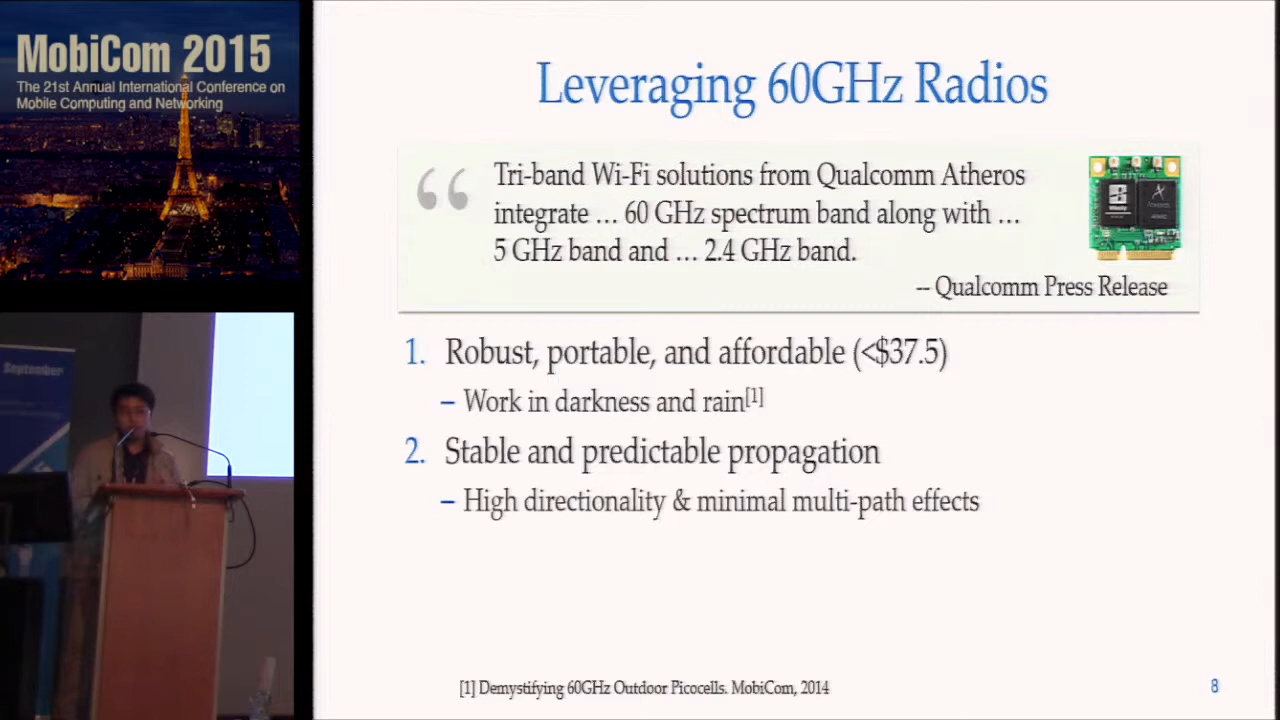 MobiCom 2015
The 21st Annual International Conference on
Mobile Computing and Networking
September
Leveraging 60GHz Radios
“
Tri-band Wi-Fi solutions from Qualcomm Atheros
integrate … 60 GHz spectrum band along with …
5 GHz band and … 2.4 GHz band.
-- Qualcomm Press Release
1. Robust, portable, and affordable (<$37.5)
– Work in darkness and rain[1]
2. Stable and predictable propagation
– High directionality & minimal multi-path effects
[1] Demystifying 60GHz Outdoor Picocells. MobiCom, 2014
8